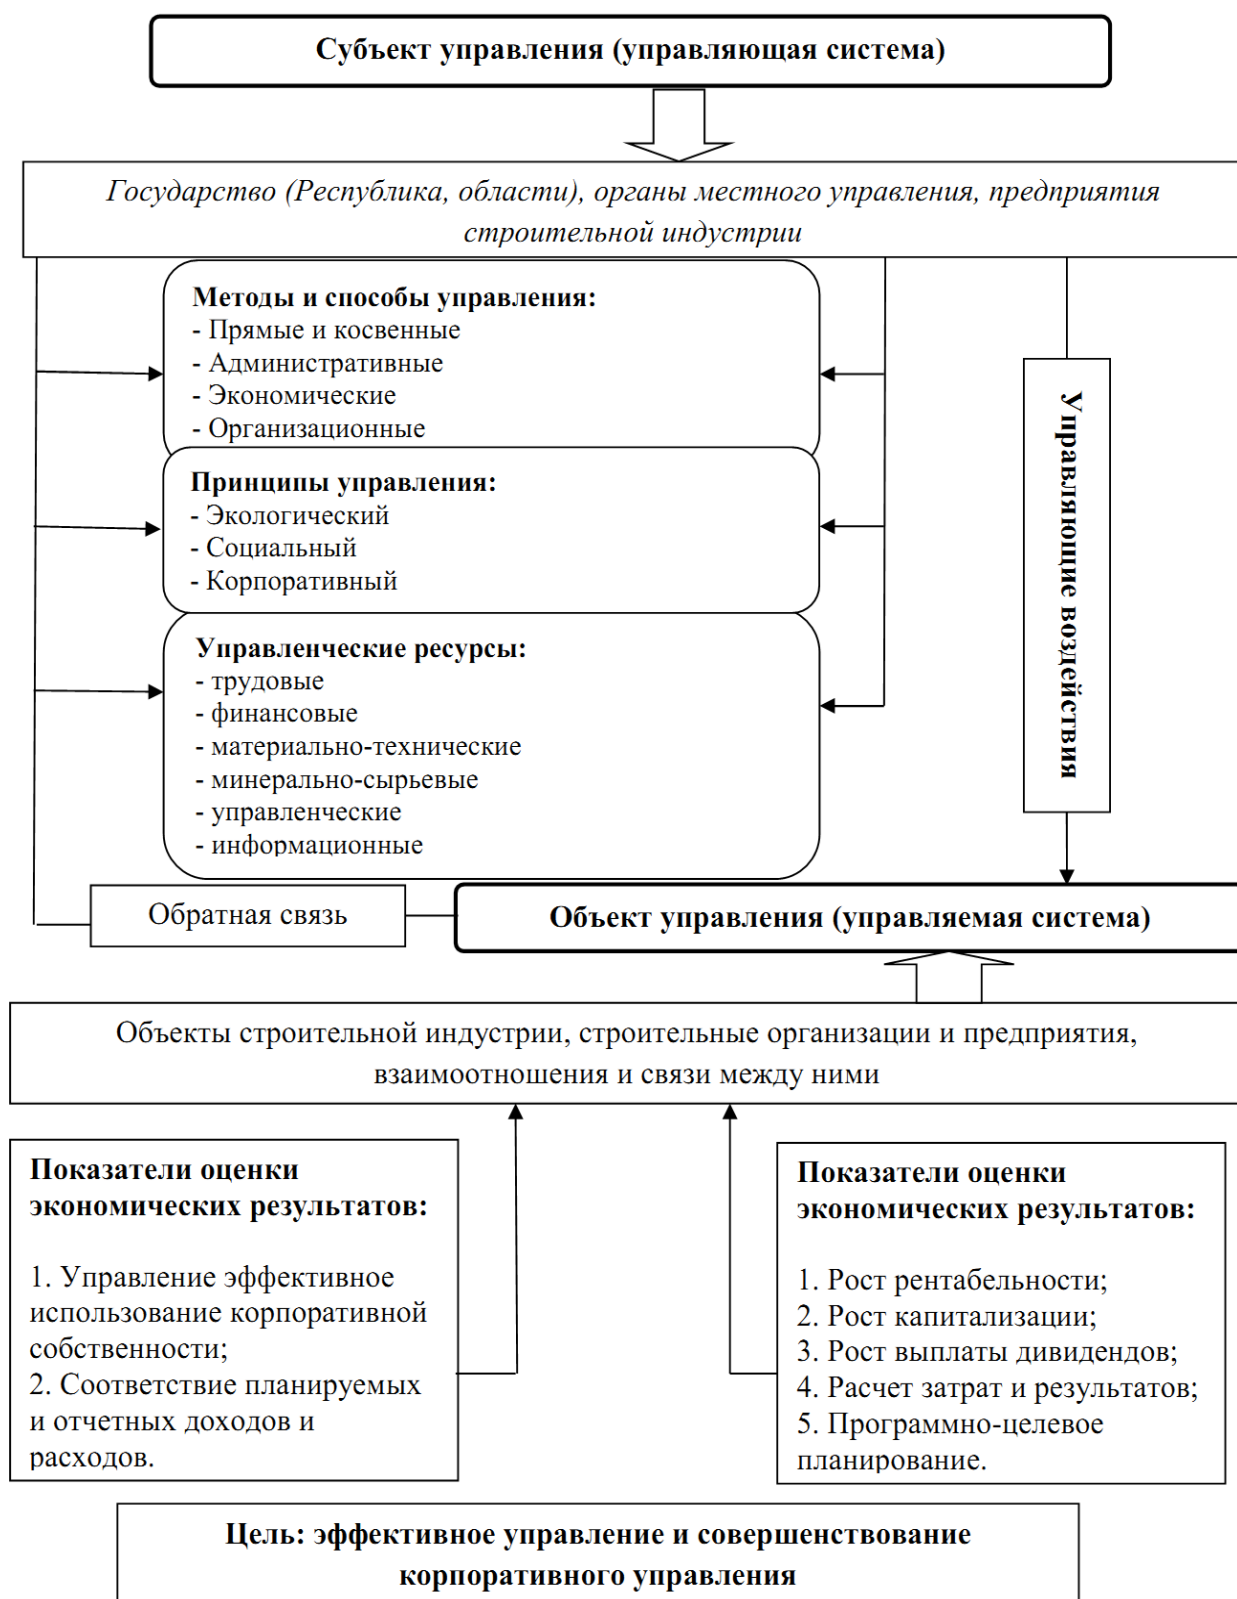 Субъект управления (управляющая система)
Государство (Республика, области), органы местного управления, предприятия
строительной индустрии
Методы и способы управления:
- Прямые и косвенные
- Административные
- Экономические
- Организационные
Принципы управления:
- Экологический
- Социальный
- Корпоративный
Управленческие ресурсы:
- трудовые
- финансовые
- материально-технические
- минерально-сырьевые
- управленческие
- информационные
Управляющие воздействия
Обратная связь
Объект управления (управляемая система)
Объекты строительной индустрии, строительные организации и предприятия,
взаимоотношения и связи между ними
Показатели оценки
экономических результатов:
1. Управление эффективное
использование корпоративной
собственности;
2. Соответствие планируемых
и отчетных доходов и
расходов.
Показатели оценки
экономических результатов:
1. Рост рентабельности;
2. Рост капитализации;
3. Рост выплаты дивидендов;
4. Расчет затрат и результатов;
5. Программно-целевое
планирование.
Цель: эффективное управление и совершенствование
корпоративного управления